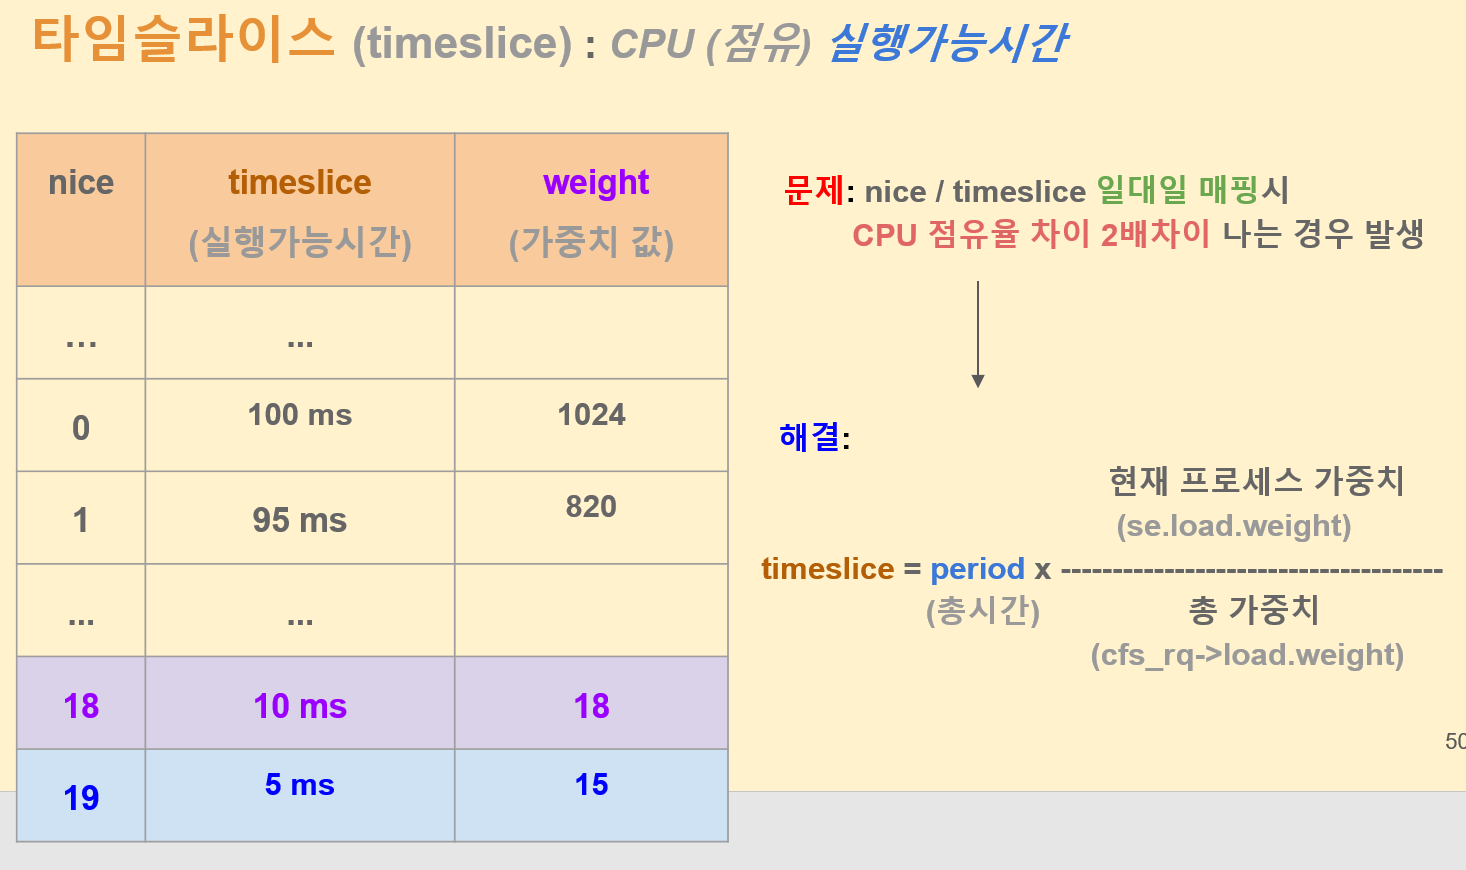 타임슬라이스 (timeslice) : CPU (점유) 실행가능시간
nice timeslice weight
(실행가능시간) (가중치 값)
... ...
0 100 ms 1024
1 95 ms 820
... ...
18 10 ms 18
19 5 ms 15
문제: nice / timeslice 일대일 매핑시
CPU 점유율 차이 2배차이 나는 경우 발생
해결:
현재 프로세스 가중치
(se.load.weight)
timeslice = period x -------------------------------------
(총시간) 총 가중치
(cfs_rq->load.weight)
50